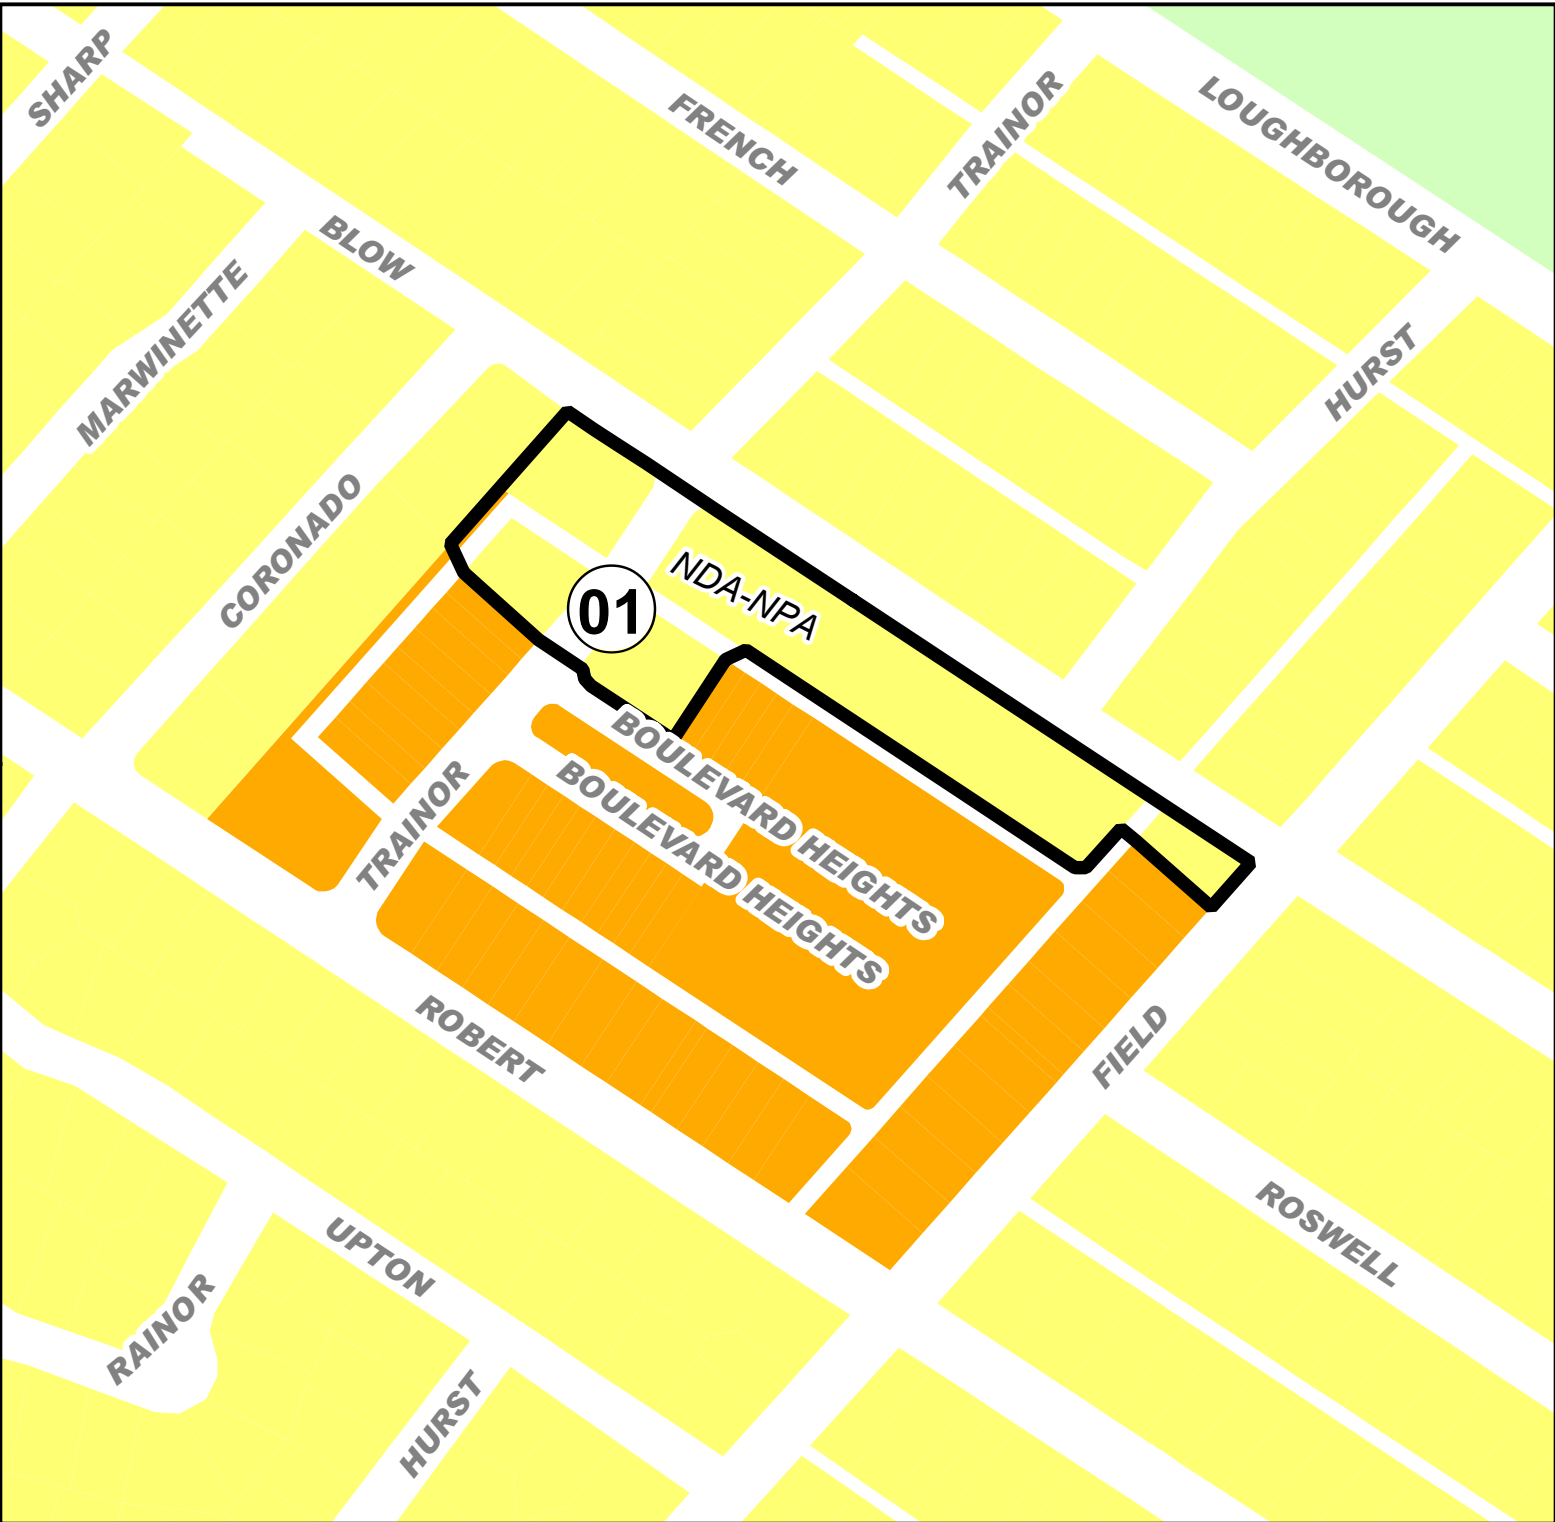 SHARP
FRENCH
TRAINOR
LOUGHBOROUGH
BLOW
MARWINETTE
HURST
CORONADO
NDA-NPA
01
BOULEVARD HEIGHTS
BOULEVARD HEIGHTS
TRAINOR
ROBERT
FIELD
ROSWELL
UPTON
RAINOR
HURST